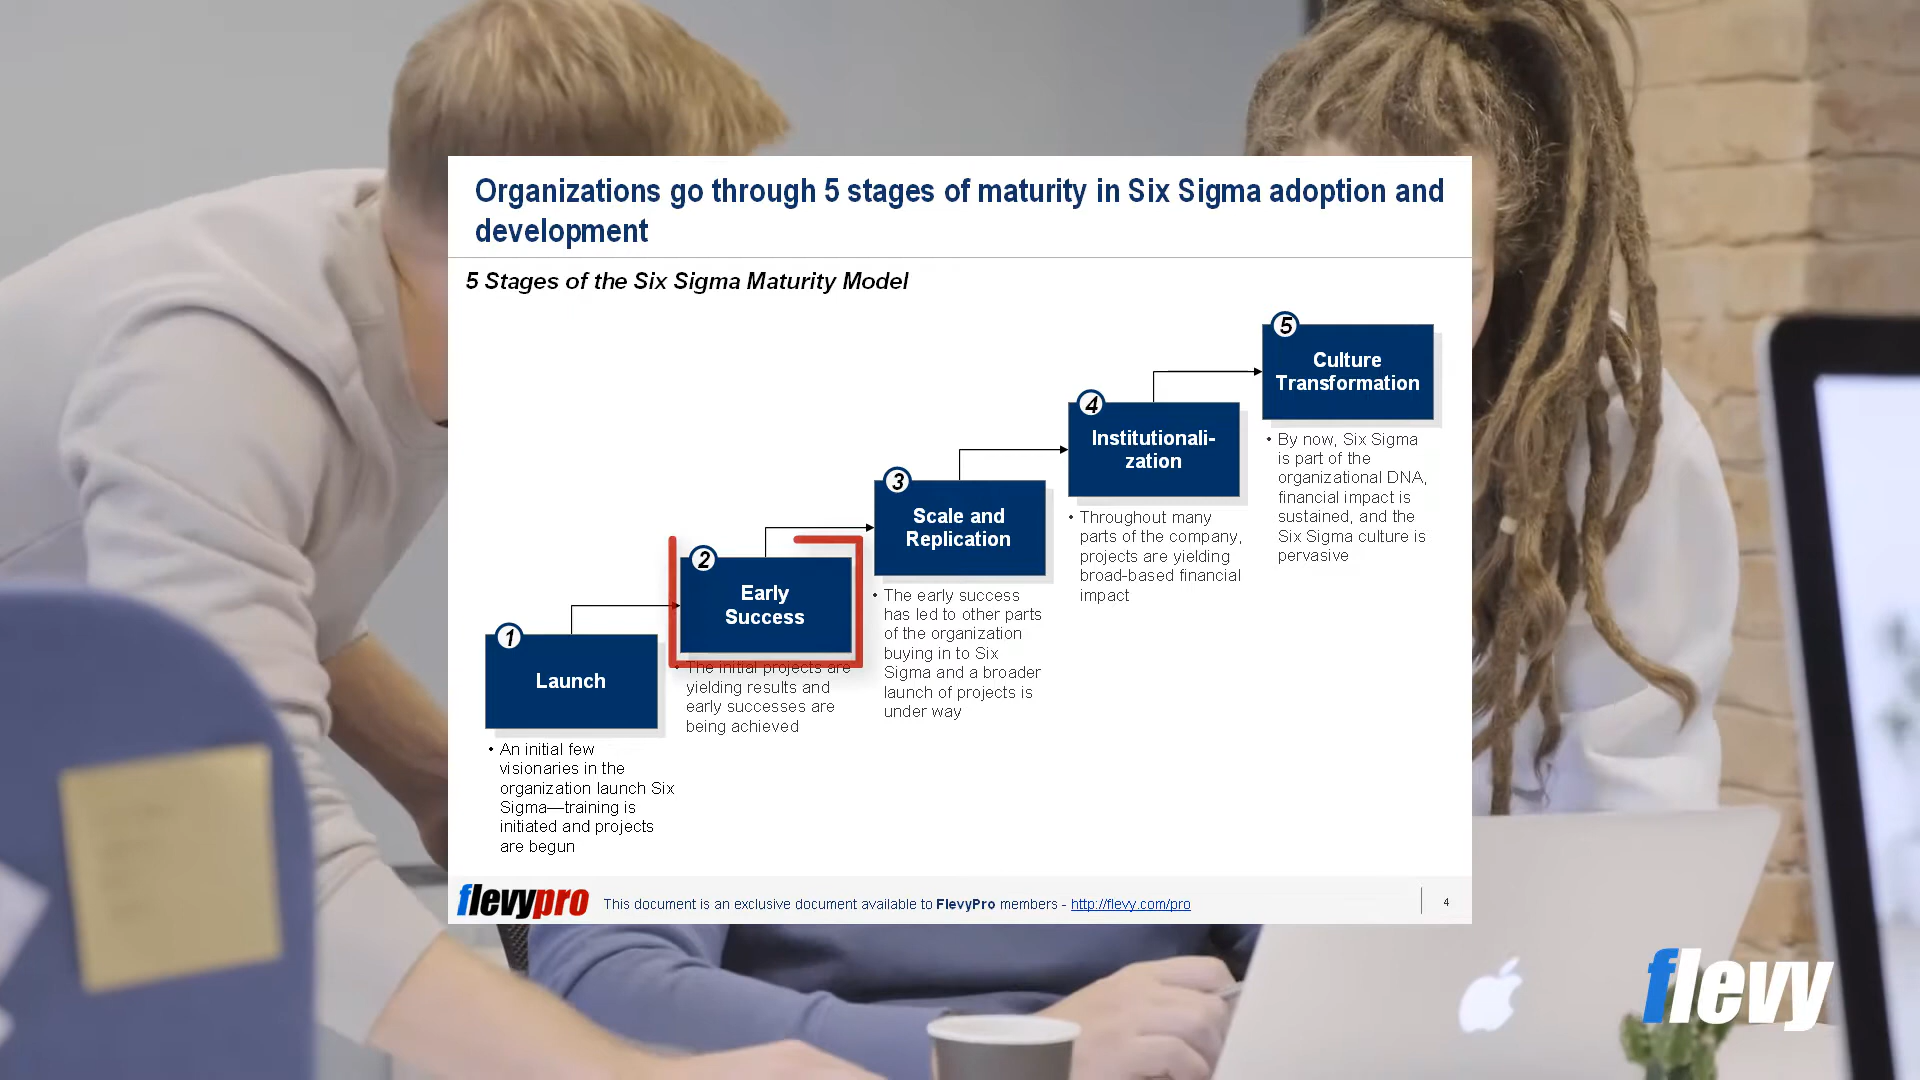 Organizations go through 5 stages of maturity in Six Sigma adoption and
development
5 Stages of the Six Sigma Maturity Model
1
Launch
• An initial few
visionaries in the
organization launch Six
Sigma—training is
initiated and projects
are begun
2
Early
Success
• The initial projects are
yielding results and
early successes are
being achieved
3
Scale and
Replication
• The early success
has led to other parts
of the organization
buying in to Six
Sigma and a broader
launch of projects is
under way
4
Institutionali-
zation
• Throughout many
parts of the company,
projects are yielding
broad-based financial
impact
5
Culture
Transformation
• By now, Six Sigma
is part of the
organizational DNA,
financial impact is
sustained, and the
Six Sigma culture is
pervasive
flevypro
This document is an exclusive document available to FlevyPro members - http://flevy.com/pro
4
flevy